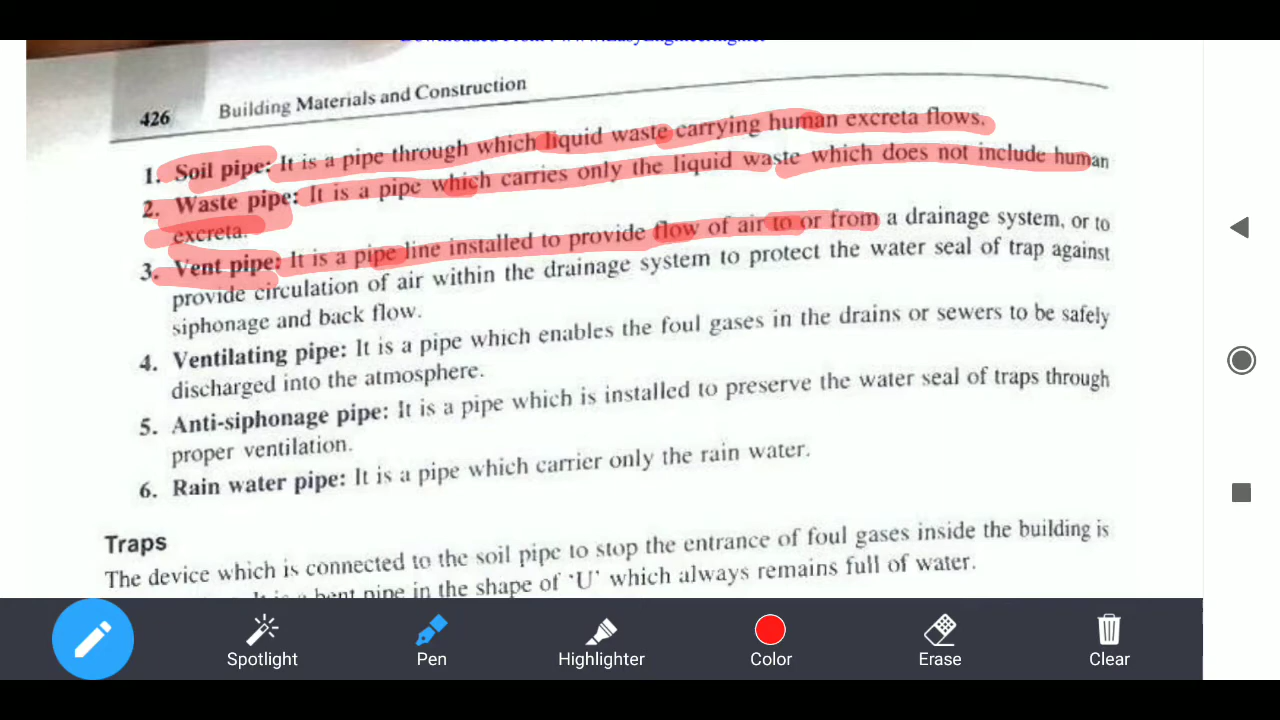 Downloaded From : www.EasyEngineering.net
426 Building Materials and Construction
1. Soil pipe: It is a pipe through which liquid waste carrying human excreta flows.
2. Waste pipe: It is a pipe which carries only the liquid waste which does not include human
excreta.
3. Vent pipe: It is a pipe line installed to provide flow of air to or from a drainage system, or to
provide circulation of air within the drainage system to protect the water seal of trap against
siphonage and back flow.
4. Ventilating pipe: It is a pipe which enables the foul gases in the drains or sewers to be safely
discharged into the atmosphere.
5. Anti-siphonage pipe: It is a pipe which is installed to preserve the water seal of traps through
proper ventilation.
6. Rain water pipe: It is a pipe which carrier only the rain water.
Traps
The device which is connected to the soil pipe to stop the entrance of foul gases inside the building is
It is a bent pipe in the shape of 'U' which always remains full of water.
Spotlight Pen Highlighter Color Erase Clear